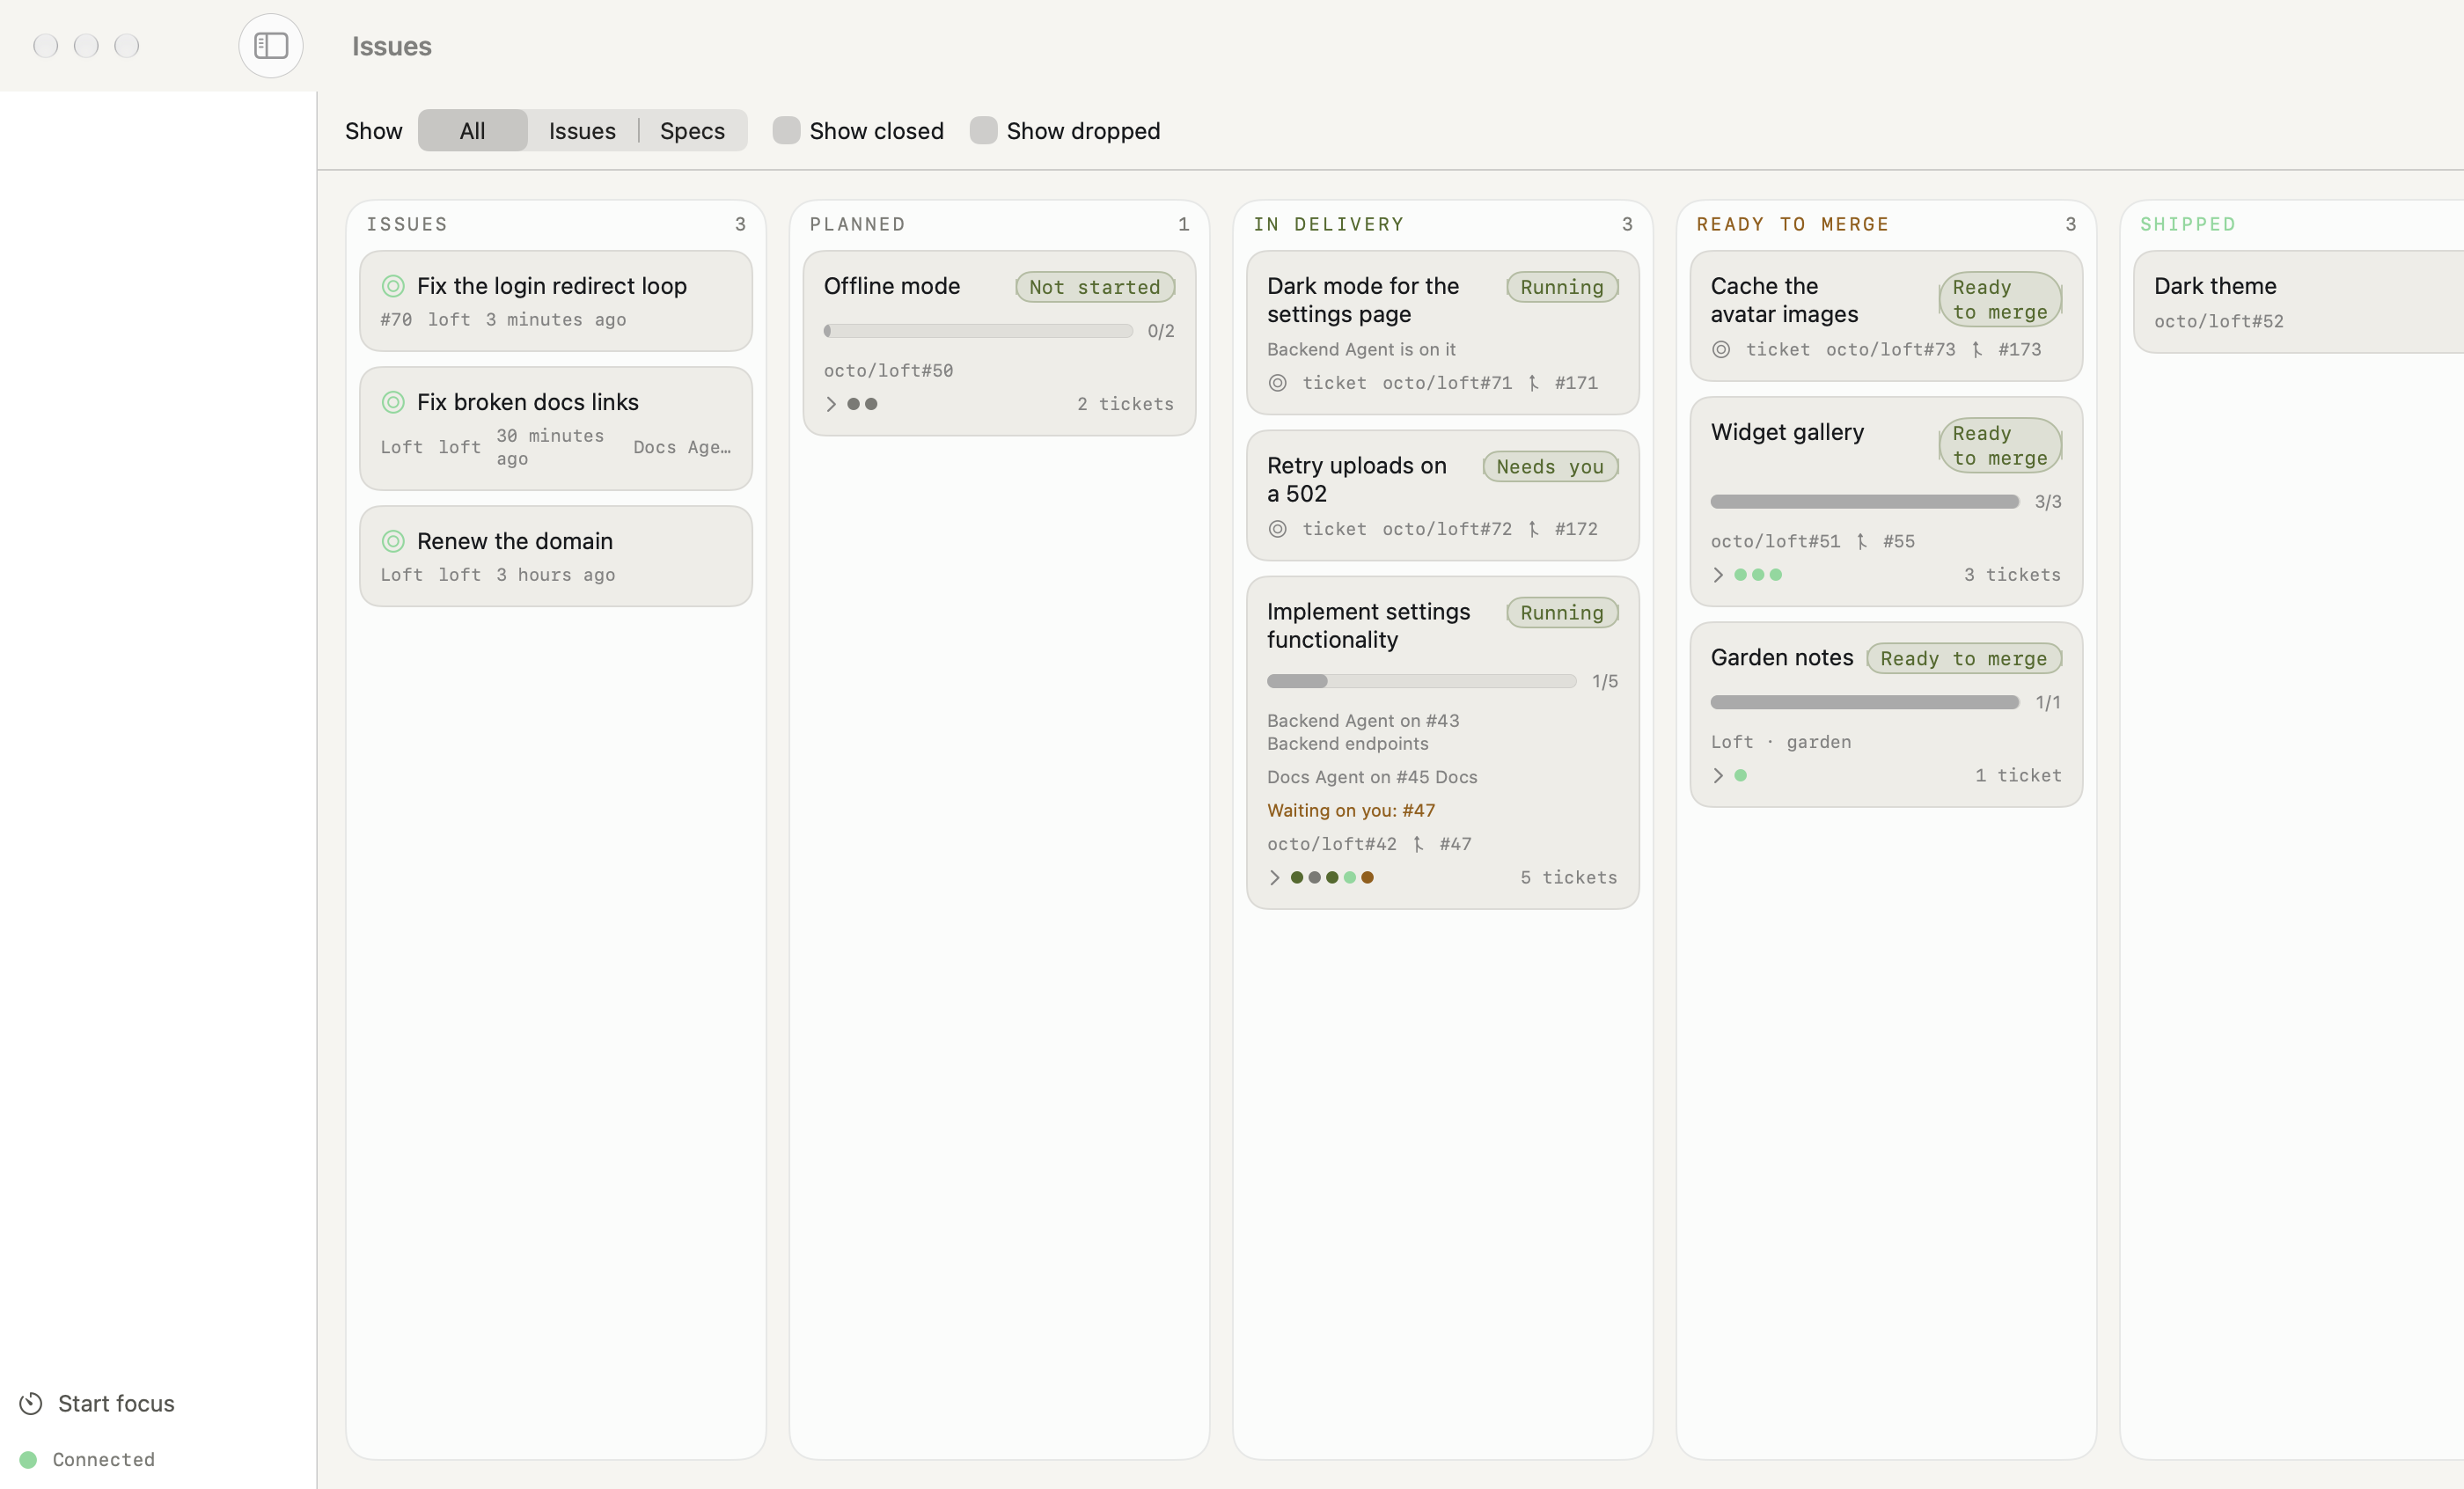 Issues
Show All Issues Specs Show closed Show dropped
ISSUES 3
Fix the login redirect loop
#70 loft 3 minutes ago
Fix broken docs links
Loft loft 30 minutes ago Docs Age…
Renew the domain
Loft loft 3 hours ago
PLANNED 1
Offline mode Not started
0/2
octo/loft#50
2 tickets
IN DELIVERY 3
Dark mode for the Running
settings page
Backend Agent is on it
ticket octo/loft#71 #171
Retry uploads on Needs you
a 502
ticket octo/loft#72 #172
Implement settings Running
functionality
1/5
Backend Agent on #43
Backend endpoints
Docs Agent on #45 Docs
Waiting on you: #47
octo/loft#42 #47
5 tickets
READY TO MERGE 3
Cache the Ready
avatar images to merge
ticket octo/loft#73 #173
Widget gallery Ready
to merge
3/3
octo/loft#51 #55
3 tickets
Garden notes Ready to merge
1/1
Loft · garden
1 ticket
SHIPPED
Dark theme
octo/loft#52
Start focus
Connected